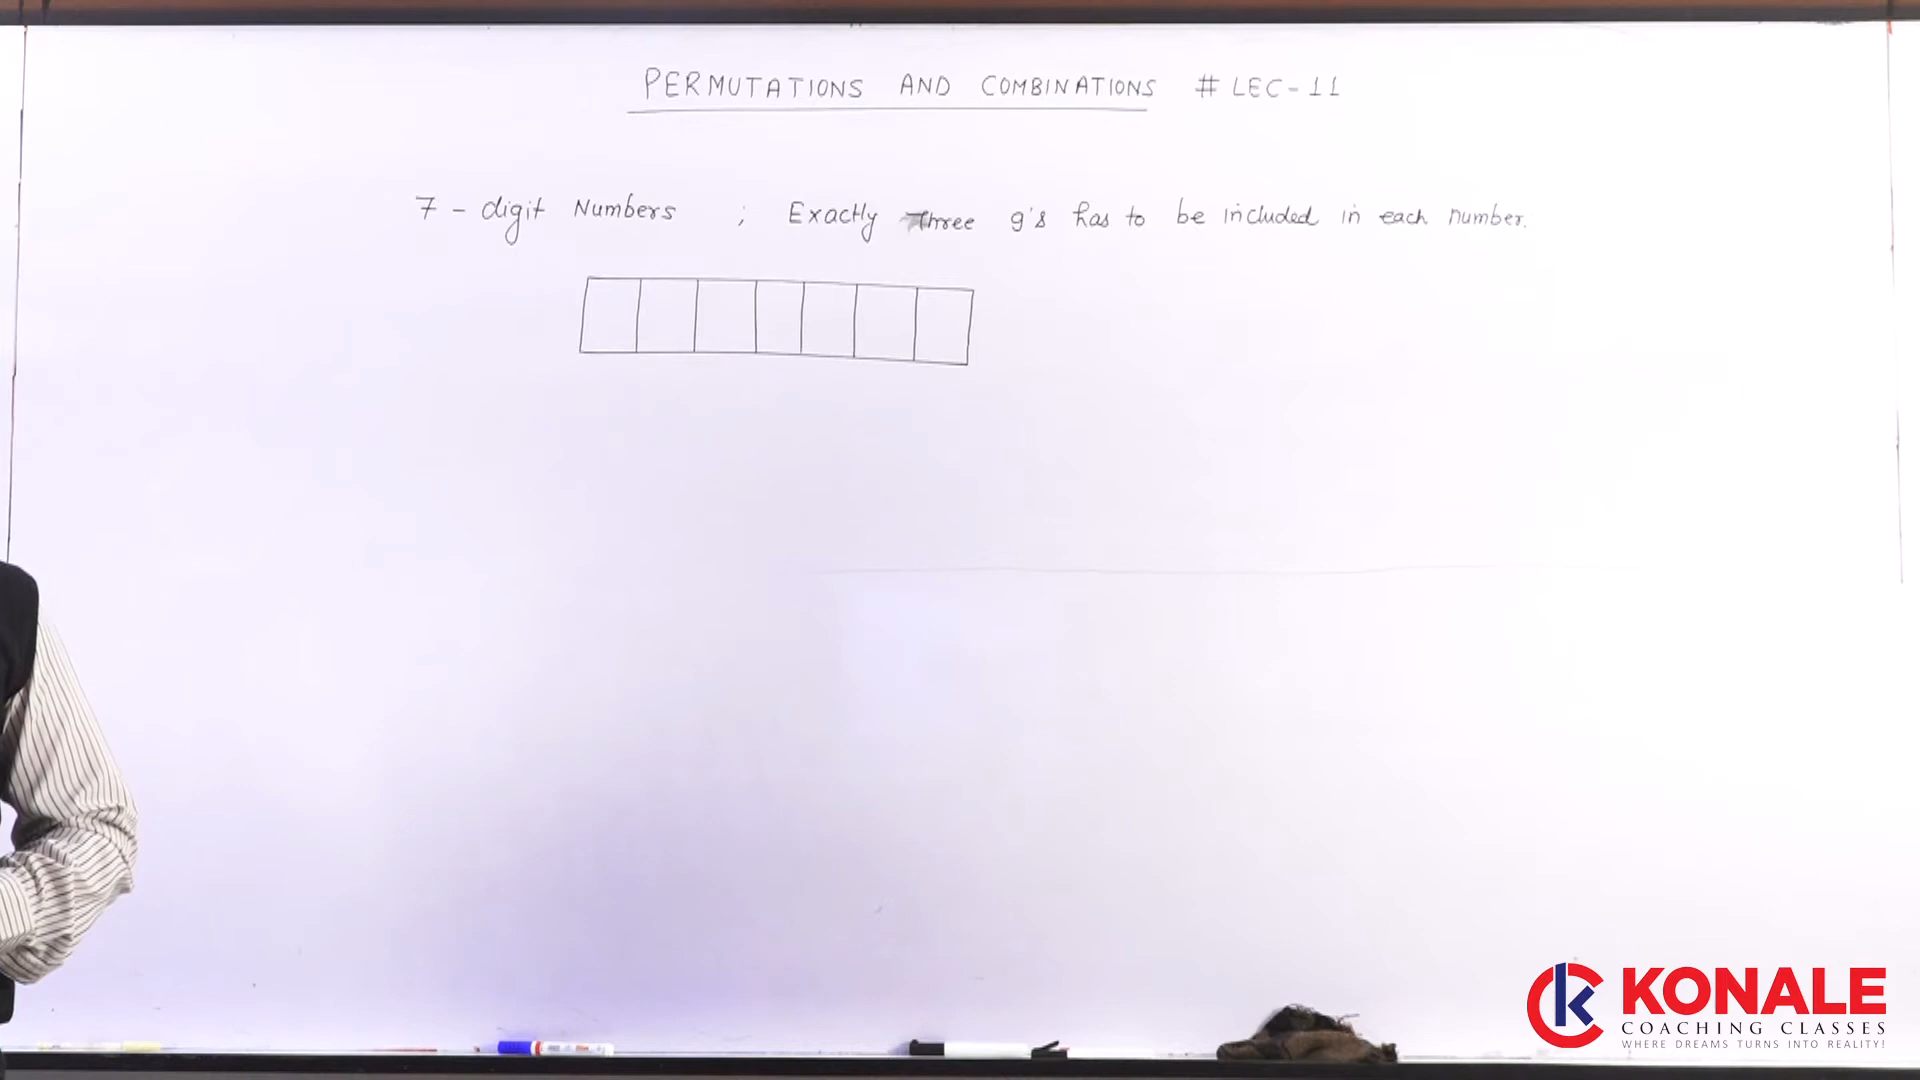 PERMUTATIONS AND COMBINATIONS # LEC-11
7 - digit Numbers ; Exactly Three 9's has to be included in each number.
KONALE
COACHING CLASSES
WHERE DREAMS TURNS INTO REALITY!